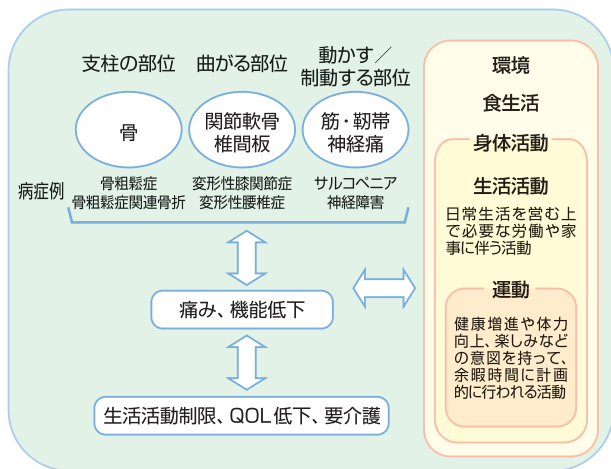 支柱の部位
曲がる部位
動かす／
制動する部位
骨
関節軟骨
椎間板
筋・靭帯
神経痛
病症例
骨粗鬆症
骨粗鬆症関連骨折
変形性膝関節症
変形性腰椎症
サルコペニア
神経障害
痛み、機能低下
生活活動制限、QOL低下、要介護
環境
食生活
身体活動
生活活動
日常生活を営む上
で必要な労働や家
事に伴う活動
運動
健康増進や体力
向上、楽しみなど
の意図を持って、
余暇時間に計画
的に行われる活動